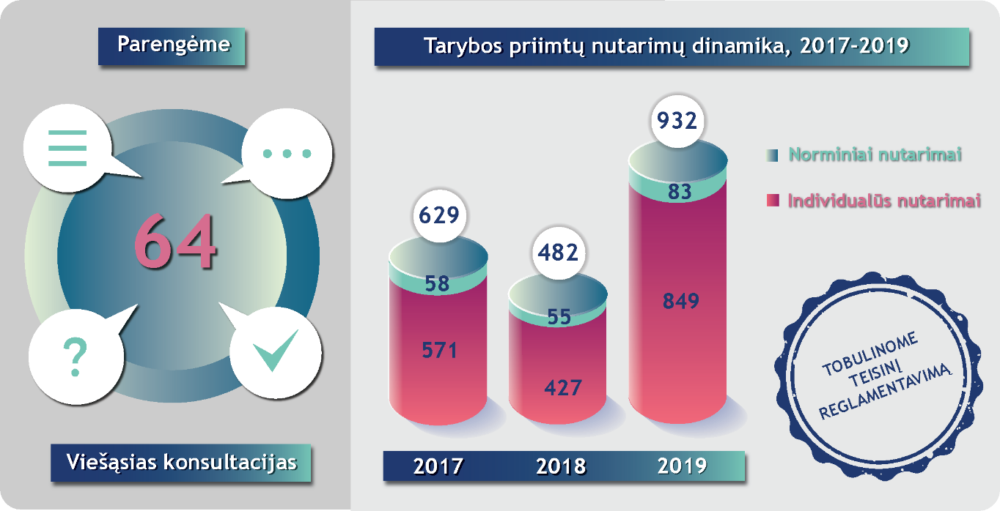 Parengėme
64
?
Viešąsias konsultacijas
Tarybos priimtų nutarimų dinamika, 2017-2019
629
58
571
482
55
427
932
83
849
2017 2018 2019
Norminiai nutarimai
Individualūs nutarimai
TOBULINOME
TEISINĮ
REGLAMENTAVIMĄ